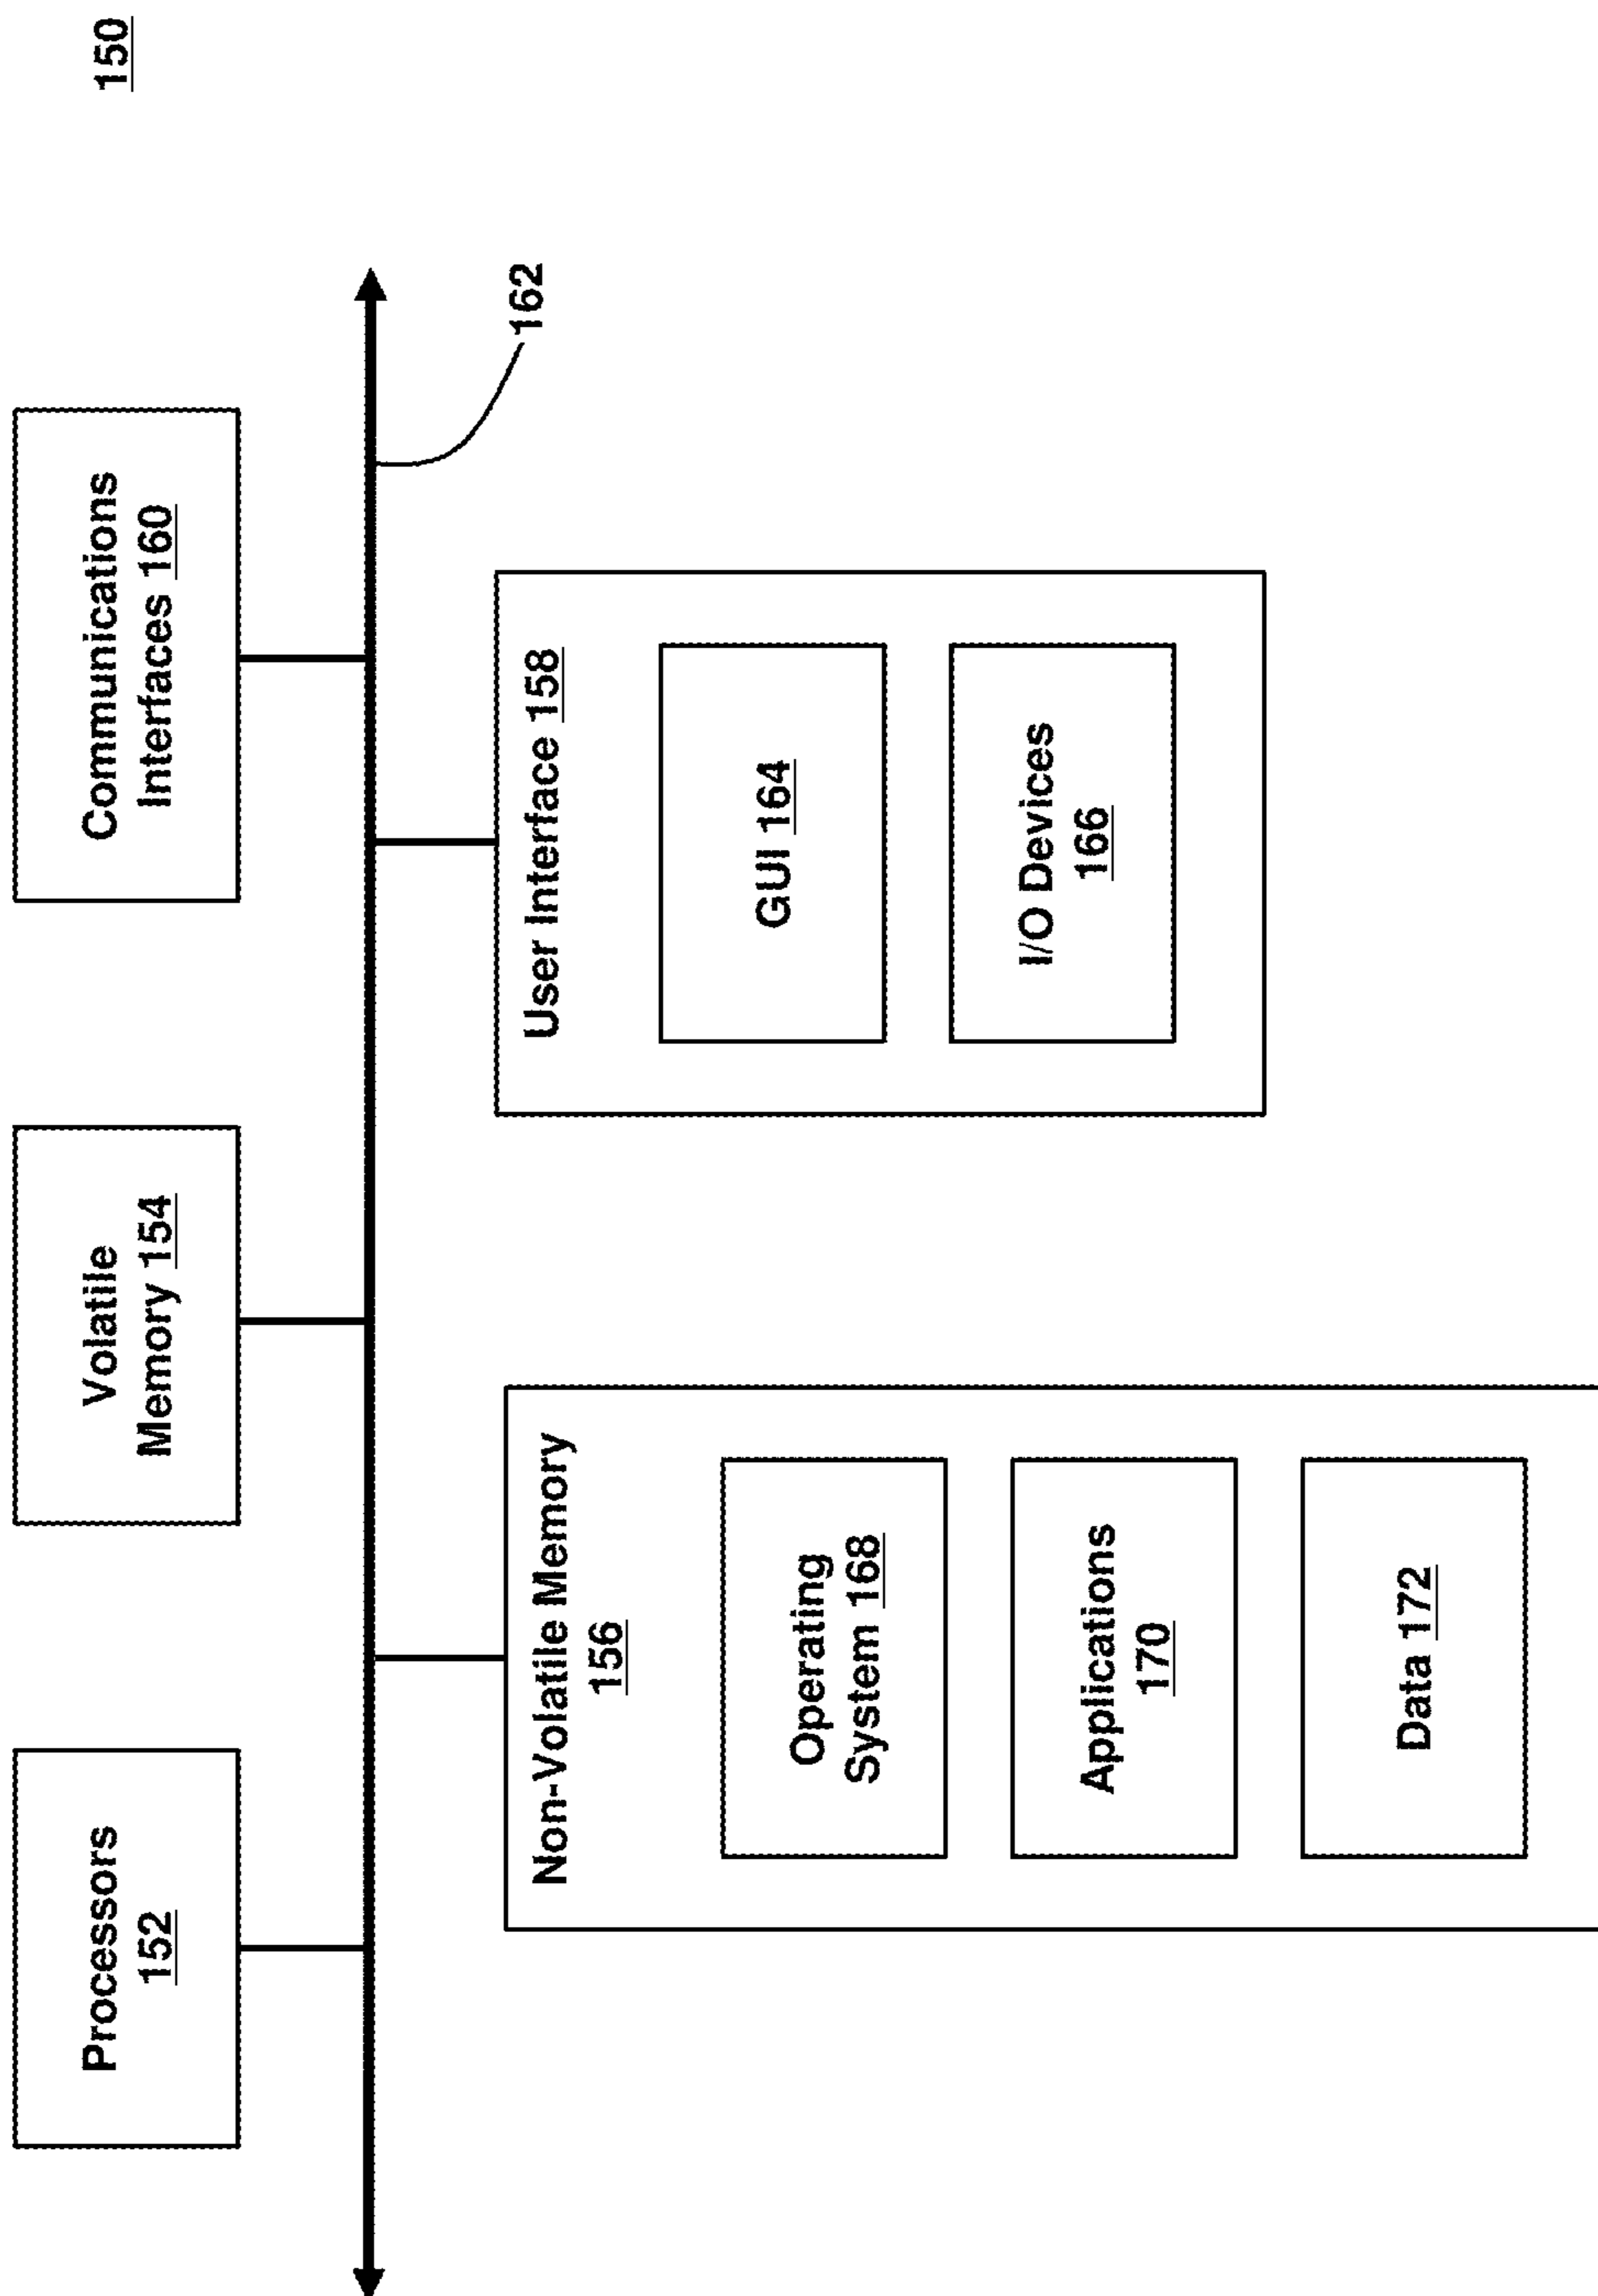 150
Processors
152
Volatile
Memory 154
Communications
Interfaces 160
162
Non-Volatile Memory
156
Operating
System 168
Applications
170
Data 172
User Interface 158
GUI 164
I/O Devices
166